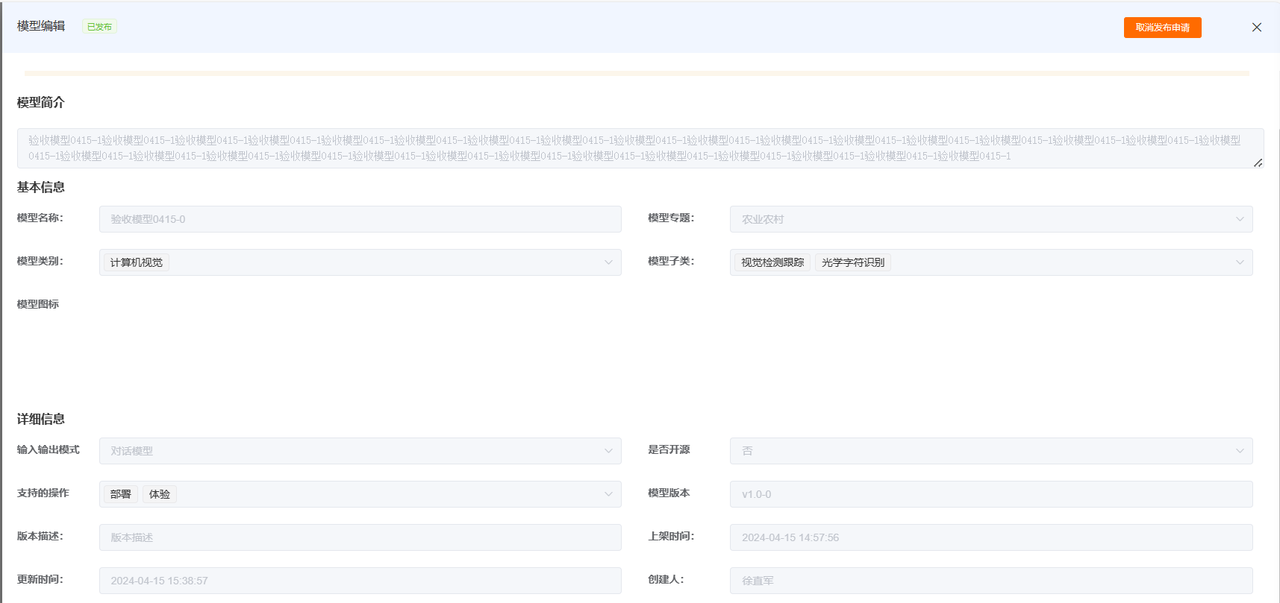 模型编辑
已发布
取消发布申请
模型简介
验收模型0415-1验收模型0415-1验收模型0415-1验收模型0415-1验收模型0415-1验收模型0415-1验收模型0415-1验收模型0415-1验收模型0415-1验收模型0415-1验收模型0415-1验收模型0415-1验收模型0415-1验收模型0415-1验收模型0415-1验收模型0415-1验收模型
0415-1验收模型0415-1验收模型0415-1验收模型0415-1验收模型0415-1验收模型0415-1验收模型0415-1验收模型0415-1验收模型0415-1验收模型0415-1验收模型0415-1验收模型0415-1验收模型0415-1验收模型0415-1
基本信息
模型名称： 验收模型0415-0 模型专题： 农业农村
模型类别： 计算机视觉 模型子类： 视觉检测跟踪 光学字符识别
模型图标
详细信息
输入输出模式 对话模型 是否开源 否
支持的操作 部署 体验 模型版本 v1.0-0
版本描述： 版本描述 上架时间： 2024-04-15 14:57:56
更新时间： 2024-04-15 15:38:57 创建人： 徐直军